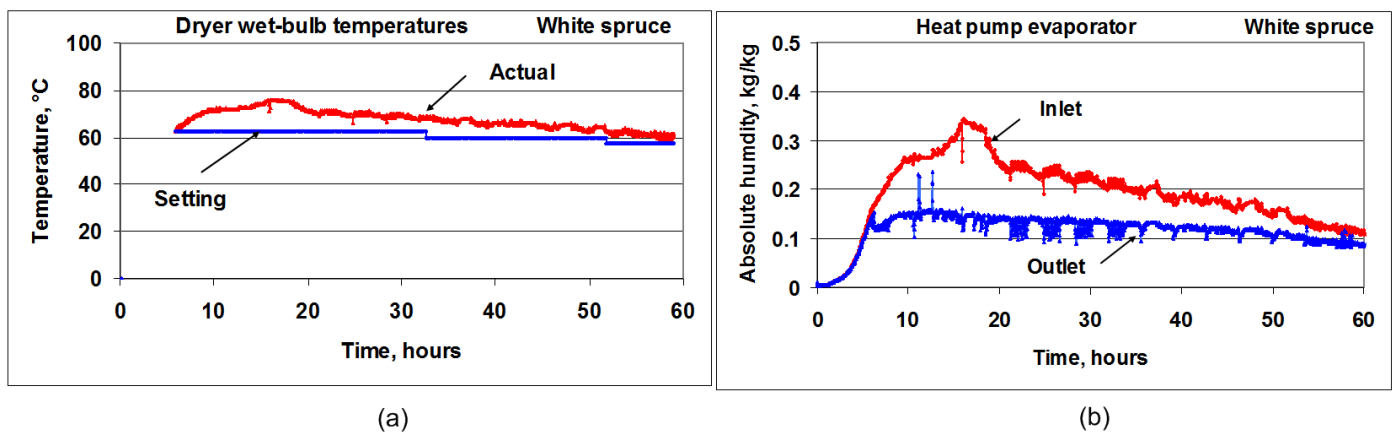 Dryer wet-bulb temperatures White spruce
100
80
60
40
20
0
Temperature, °C
Actual
Setting
0 10 20 30 40 50 60
Time, hours
(a)
Heat pump evaporator White spruce
0.5
0.4
0.3
0.2
0.1
0
Absolute humdity, kg/kg
Inlet
Outlet
0 10 20 30 40 50 60
Time, hours
(b)